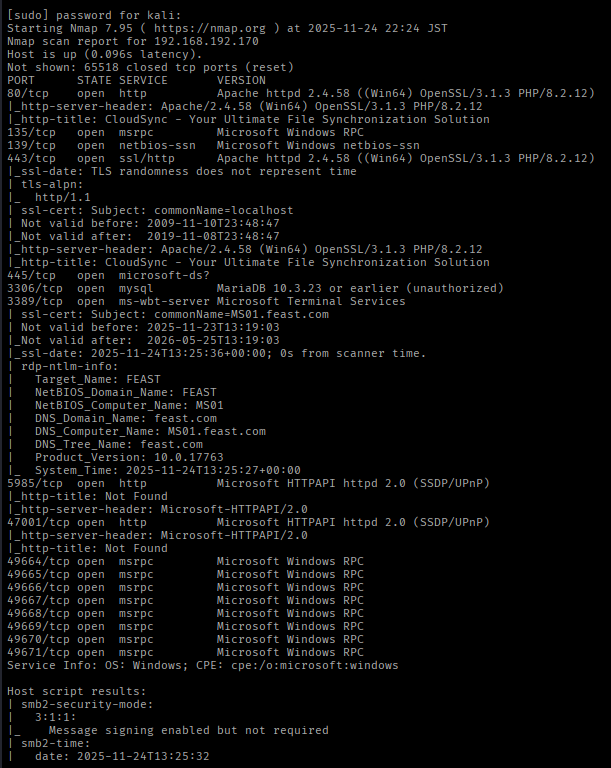 [sudo] password for kali:
Starting Nmap 7.95 ( https://nmap.org ) at 2025-11-24 22:24 JST
Nmap scan report for 192.168.192.170
Host is up (0.096s latency).
Not shown: 65518 closed tcp ports (reset)
PORT      STATE SERVICE       VERSION
80/tcp    open  http          Apache httpd 2.4.58 ((Win64) OpenSSL/3.1.3 PHP/8.2.12)
|_http-server-header: Apache/2.4.58 (Win64) OpenSSL/3.1.3 PHP/8.2.12
|_http-title: CloudSync - Your Ultimate File Synchronization Solution
135/tcp   open  msrpc         Microsoft Windows RPC
139/tcp   open  netbios-ssn   Microsoft Windows netbios-ssn
443/tcp   open  ssl/http      Apache httpd 2.4.58 ((Win64) OpenSSL/3.1.3 PHP/8.2.12)
|_ssl-date: TLS randomness does not represent time
| tls-alpn:
|_  http/1.1
| ssl-cert: Subject: commonName=localhost
| Not valid before: 2009-11-10T23:48:47
|_Not valid after:  2019-11-08T23:48:47
|_http-server-header: Apache/2.4.58 (Win64) OpenSSL/3.1.3 PHP/8.2.12
|_http-title: CloudSync - Your Ultimate File Synchronization Solution
445/tcp   open  microsoft-ds?
3306/tcp  open  mysql         MariaDB 10.3.23 or earlier (unauthorized)
3389/tcp  open  ms-wbt-server Microsoft Terminal Services
| ssl-cert: Subject: commonName=MS01.feast.com
| Not valid before: 2025-11-23T13:19:03
|_Not valid after:  2026-05-25T13:19:03
|_ssl-date: 2025-11-24T13:25:36+00:00; 0s from scanner time.
| rdp-ntlm-info:
|   Target_Name: FEAST
|   NetBIOS_Domain_Name: FEAST
|   NetBIOS_Computer_Name: MS01
|   DNS_Domain_Name: feast.com
|   DNS_Computer_Name: MS01.feast.com
|   DNS_Tree_Name: feast.com
|   Product_Version: 10.0.17763
|_  System_Time: 2025-11-24T13:25:27+00:00
5985/tcp  open  http          Microsoft HTTPAPI httpd 2.0 (SSDP/UPnP)
|_http-title: Not Found
|_http-server-header: Microsoft-HTTPAPI/2.0
47001/tcp open  http          Microsoft HTTPAPI httpd 2.0 (SSDP/UPnP)
|_http-server-header: Microsoft-HTTPAPI/2.0
|_http-title: Not Found
49664/tcp open  msrpc         Microsoft Windows RPC
49665/tcp open  msrpc         Microsoft Windows RPC
49666/tcp open  msrpc         Microsoft Windows RPC
49667/tcp open  msrpc         Microsoft Windows RPC
49668/tcp open  msrpc         Microsoft Windows RPC
49669/tcp open  msrpc         Microsoft Windows RPC
49670/tcp open  msrpc         Microsoft Windows RPC
49671/tcp open  msrpc         Microsoft Windows RPC
Service Info: OS: Windows; CPE: cpe:/o:microsoft:windows

Host script results:
| smb2-security-mode:
|   3:1:1:
|_    Message signing enabled but not required
| smb2-time:
|   date: 2025-11-24T13:25:32